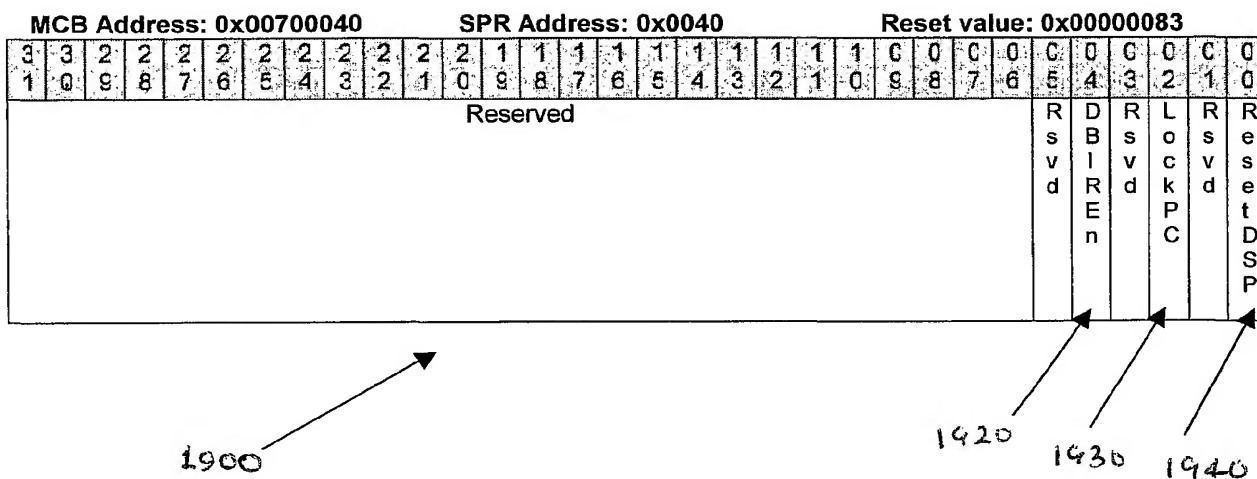 MCB Address: 0x00700040 SPR Address: 0x0040 Reset value: 0x00000083
31 30 29 28 27 26 25 24 23 22 21 20 19 18 17 16 15 14 13 12 11 10 09 08 07 06 05 04 03 02 01 00
Reserved Rsvd DBIREn Rsvd LockPC Rsvd ResetDSP
1900 1920 1930 1940